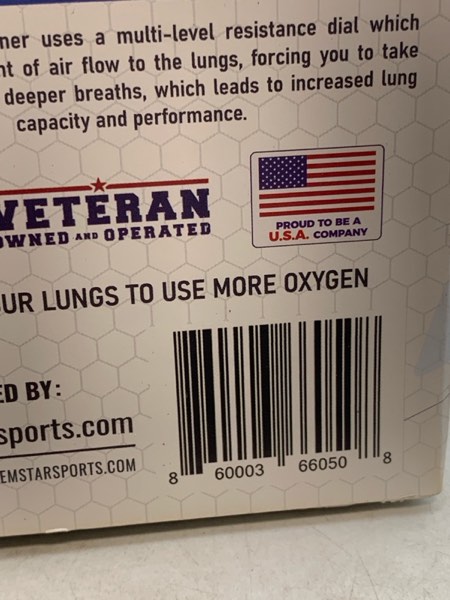 ner uses a multi-level resistance dial which
nt of air flow to the lungs, forcing you to take
deeper breaths, which leads to increased lung
capacity and performance.
VETERAN
OWNED AND OPERATED
PROUD TO BE A
U.S.A. COMPANY
UR LUNGS TO USE MORE OXYGEN
ED BY:
sports.com
EMSTARSPORTS.COM
8 60003 66050 8